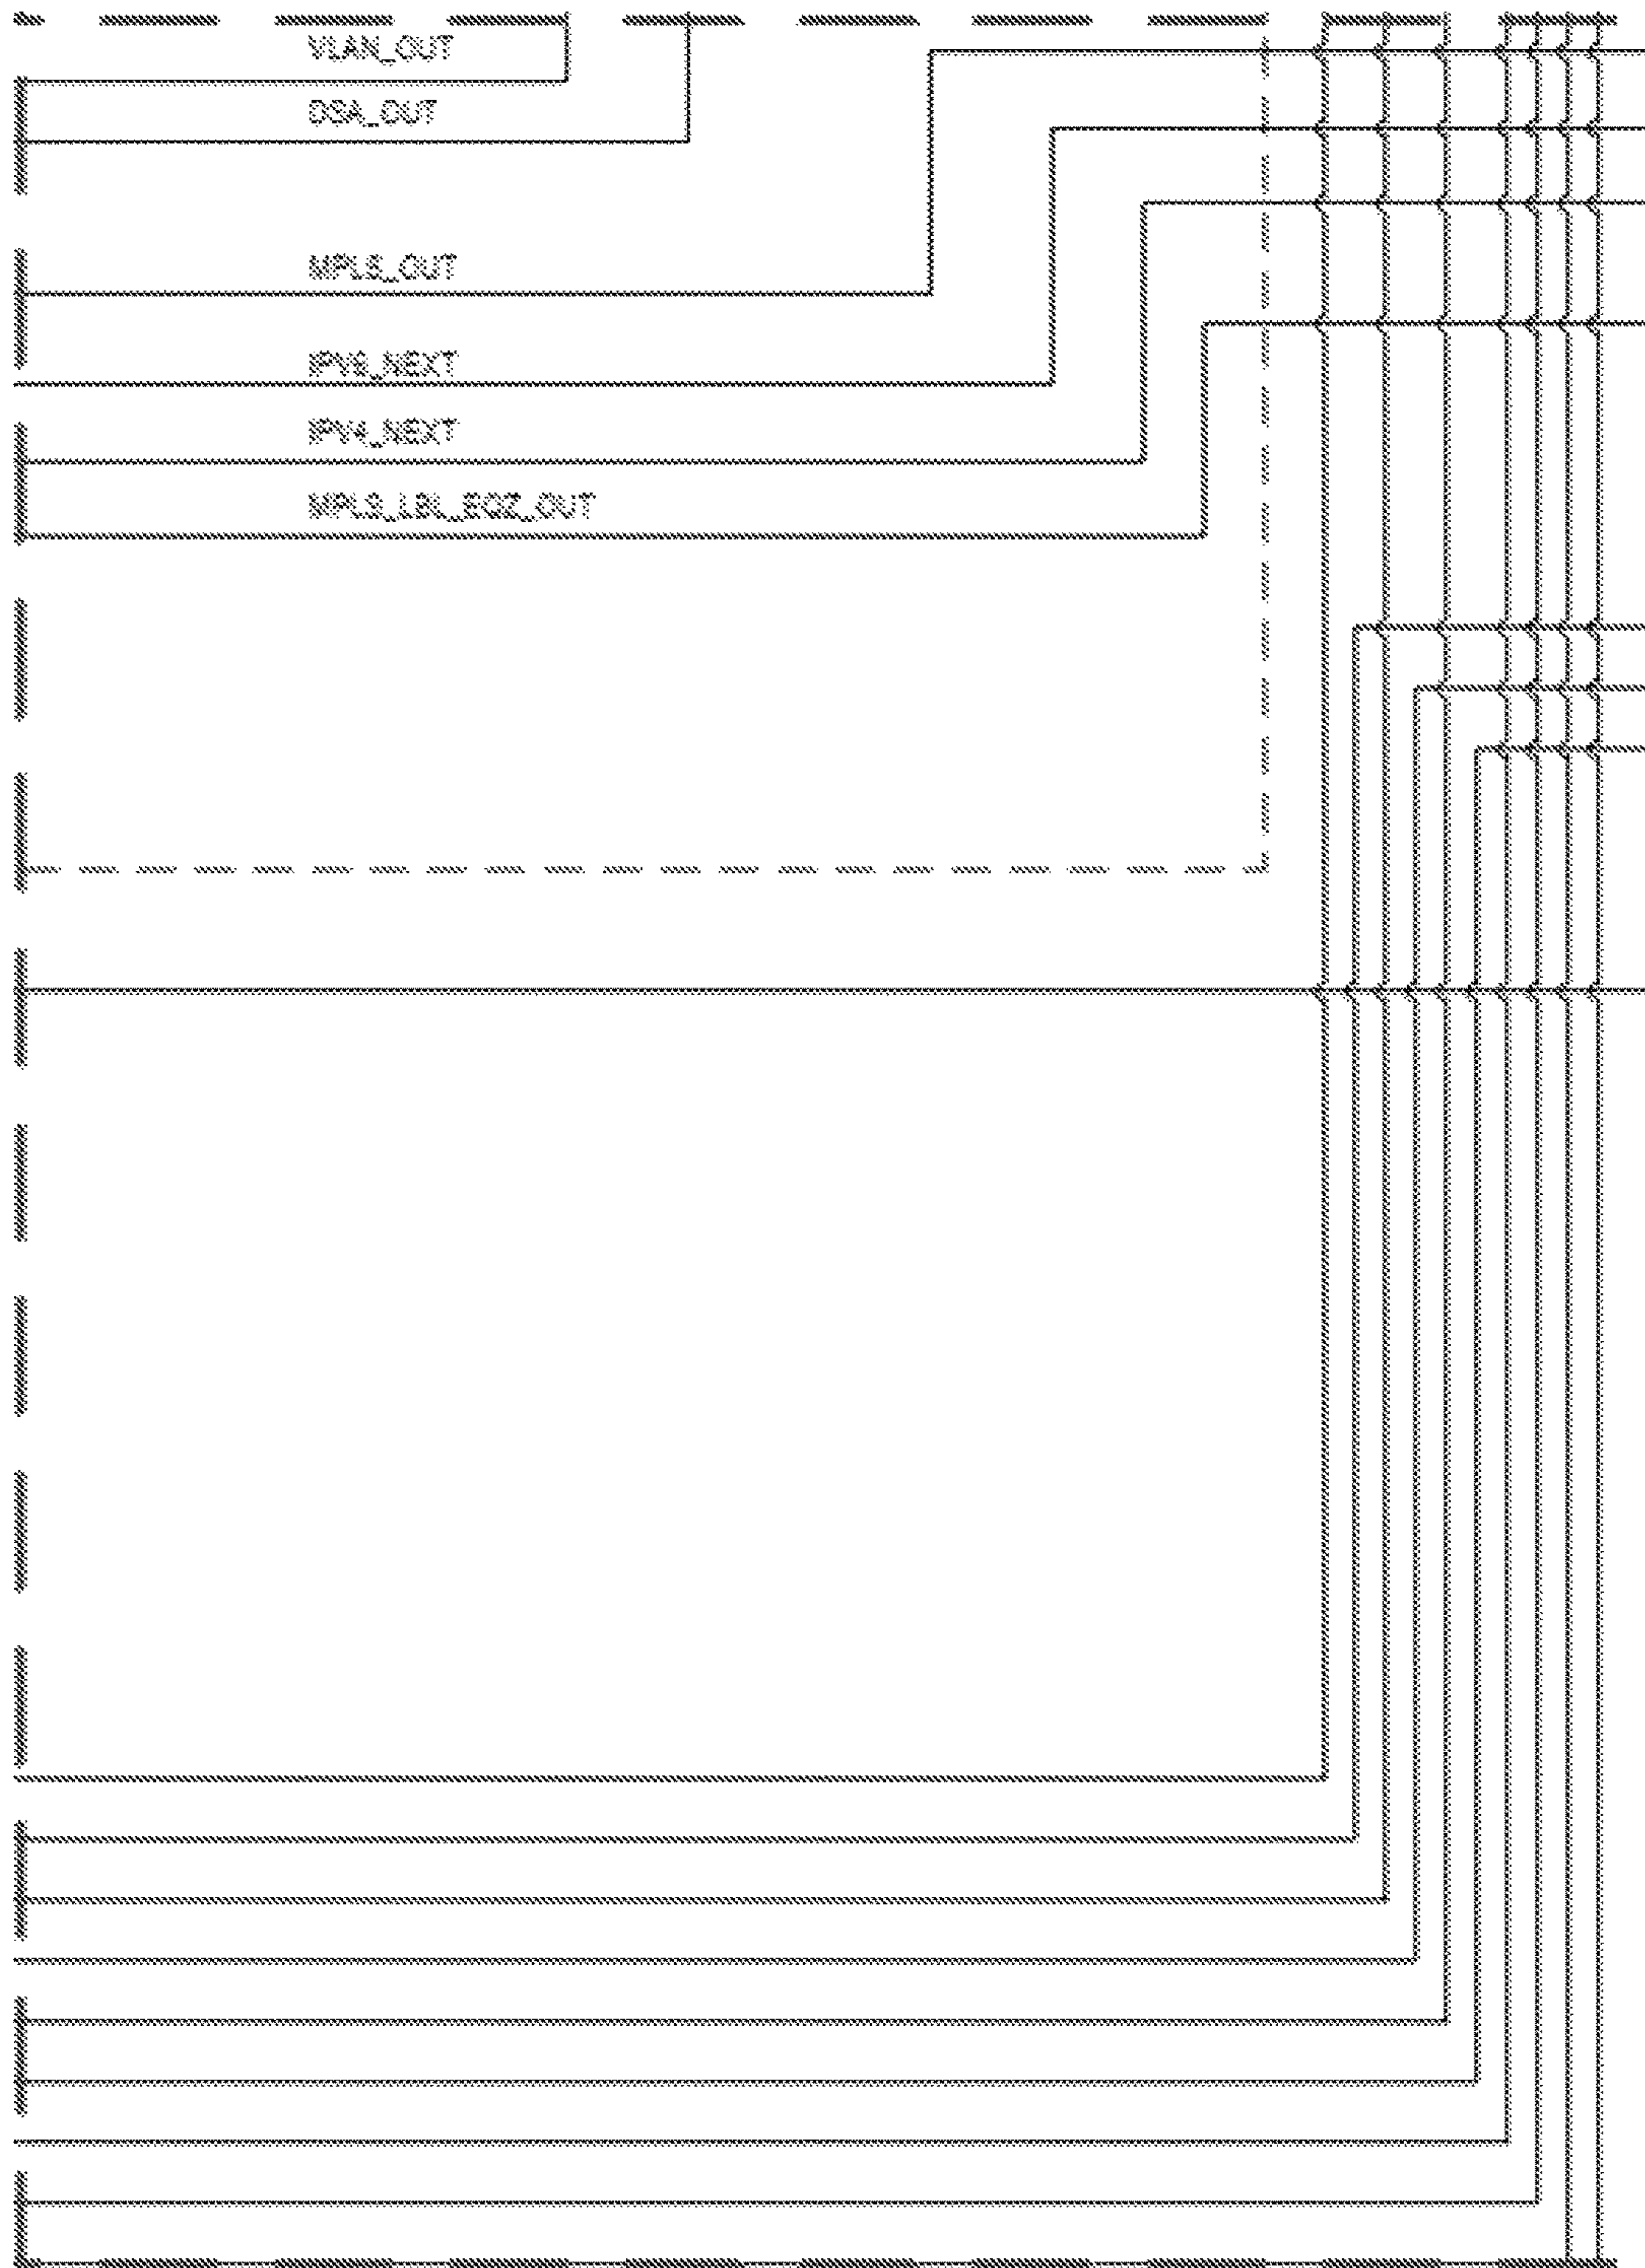 VLAN_OUT
DSA_OUT
MPLS_OUT
IPV6_NEXT
IPV4_NEXT
MPLS_LBL_EQZ_OUT